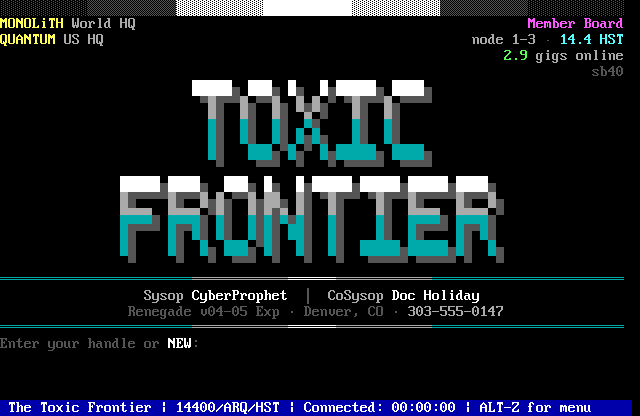 MONOLiTH World HQ
Member Board
QUANTUM US HQ
node 1-3 · 14.4 HST
2.9 gigs online
sb40
TOXIC
FRONTIER
Sysop CyberProphet | CoSysop Doc Holiday
Renegade v04-05 Exp · Denver, CO · 303-555-0147
Enter your handle or NEW:
The Toxic Frontier ¦ 14400/ARQ/HST ¦ Connected: 00:00:00 ¦ ALT-Z for menu